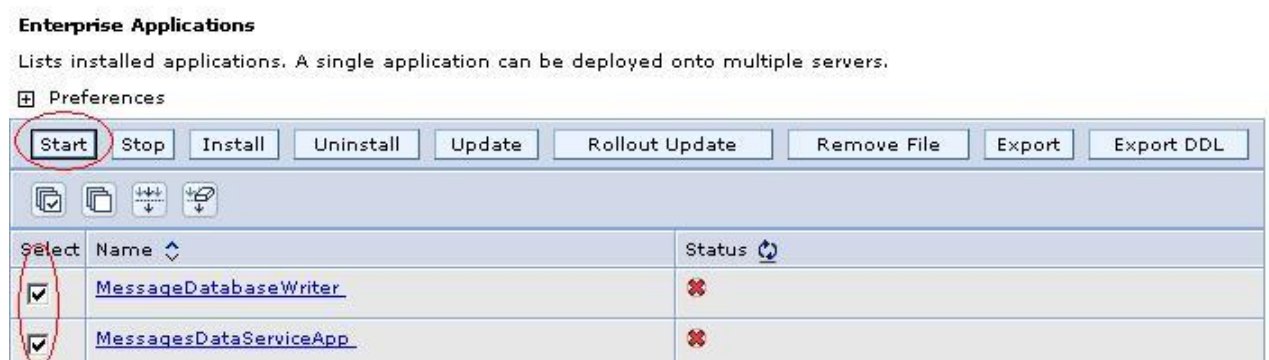 Enterprise Applications
Lists installed applications. A single application can be deployed onto multiple servers.
Preferences
Start Stop Install Uninstall Update Rollout Update Remove File Export Export DDL
Select Name Status
MessageDatabaseWriter
MessagesDataServiceApp